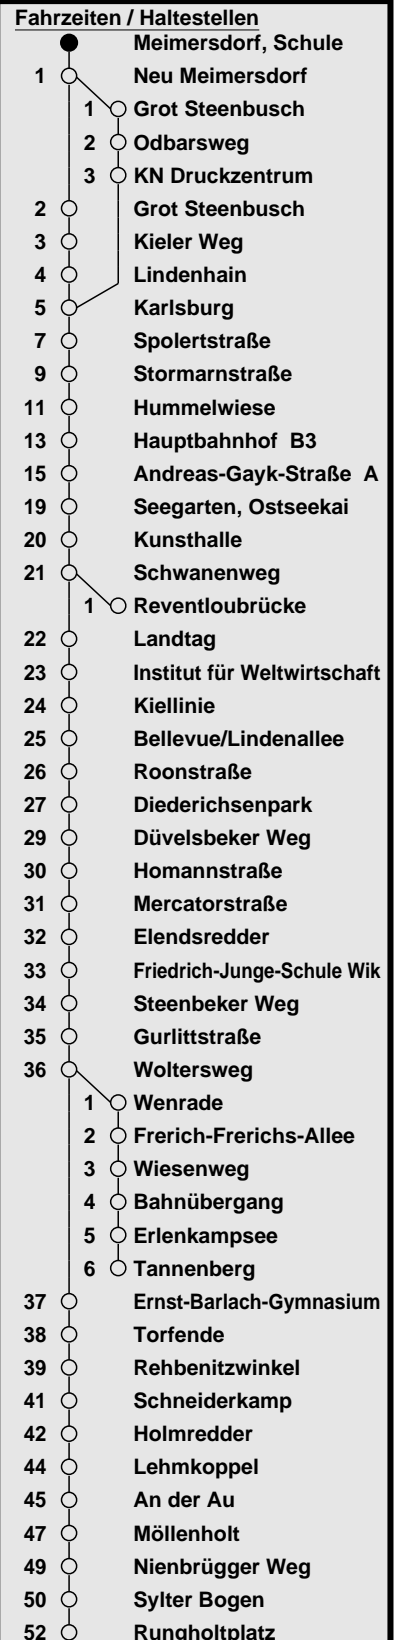 Fahrzeiten / Haltestellen
Meimersdorf, Schule
1 Neu Meimersdorf
1 Grot Steenbusch
2 Odbarsweg
3 KN Druckzentrum
2 Grot Steenbusch
3 Kieler Weg
4 Lindenhain
5 Karlsburg
7 Spolertstraße
9 Stormarnstraße
11 Hummelwiese
13 Hauptbahnhof B3
15 Andreas-Gayk-Straße A
19 Seegarten, Ostseekai
20 Kunsthalle
21 Schwanenweg
1 Reventloubrücke
22 Landtag
23 Institut für Weltwirtschaft
24 Kiellinie
25 Bellevue/Lindenallee
26 Roonstraße
27 Diederichsenpark
29 Düvelsbeker Weg
30 Homannstraße
31 Mercatorstraße
32 Elendsredder
33 Friedrich-Junge-Schule Wik
34 Steenbeker Weg
35 Gurlittstraße
36 Woltersweg
1 Wenrade
2 Frerich-Frerichs-Allee
3 Wiesenweg
4 Bahnübergang
5 Erlenkampsee
6 Tannenberg
37 Ernst-Barlach-Gymnasium
38 Torfende
39 Rehbenitzwinkel
41 Schneiderkamp
42 Holmredder
44 Lehmkoppel
45 An der Au
47 Möllenholt
49 Nienbrügger Weg
50 Sylter Bogen
52 Rungholtplatz